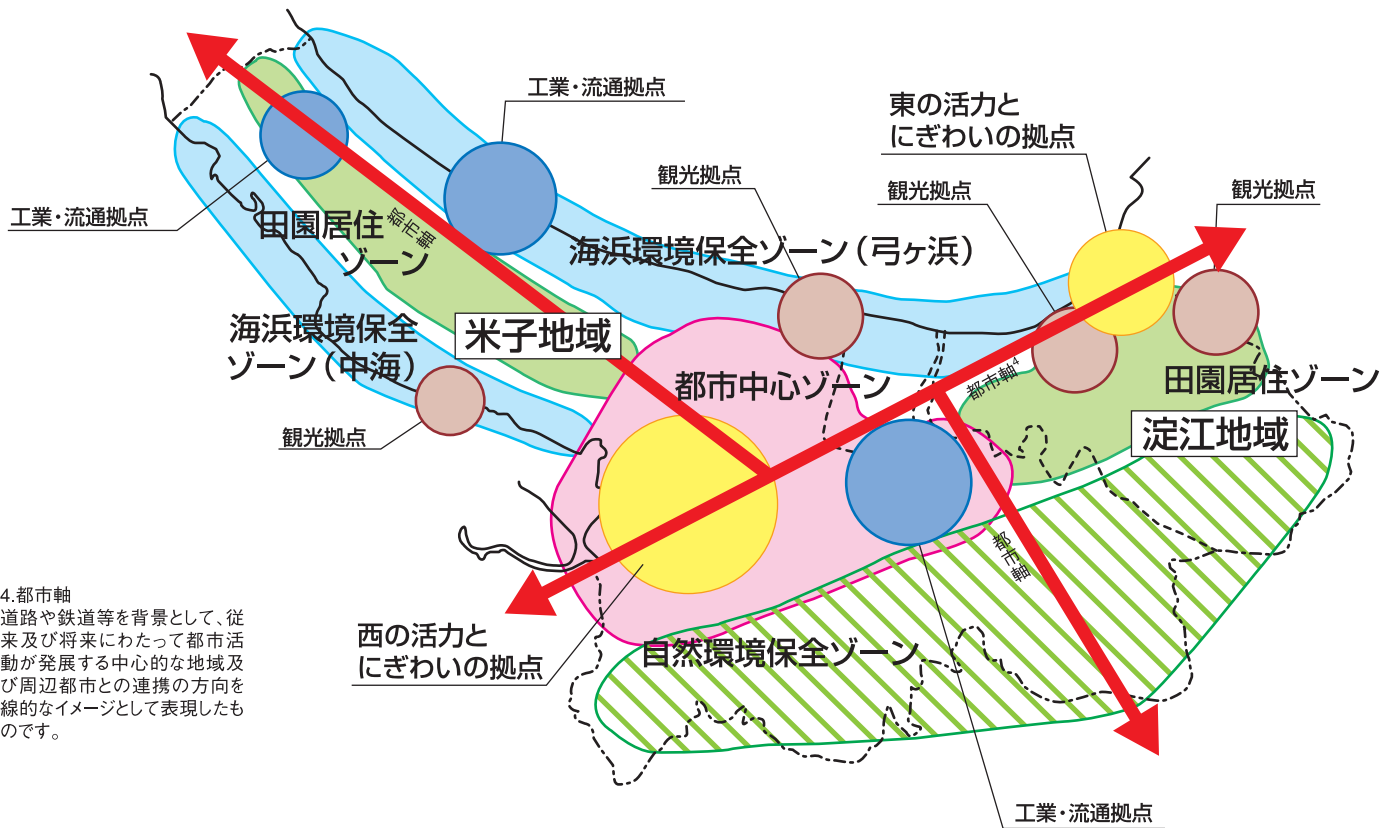 工業・流通拠点
東の活力と
にぎわいの拠点
観光拠点
観光拠点
観光拠点
工業・流通拠点
田園居住
ゾーン
都市軸
海浜環境保全ゾーン（弓ヶ浜）
海浜環境保全
ゾーン（中海）
米子地域
都市中心ゾーン
都市軸4
田園居住ゾーン
淀江地域
観光拠点
都市軸
4.都市軸
道路や鉄道等を背景として、従
来及び将来にわたって都市活
動が発展する中心的な地域及
び周辺都市との連携の方向を
線的なイメージとして表現したも
のです。
西の活力と
にぎわいの拠点
自然環境保全ゾーン
工業・流通拠点